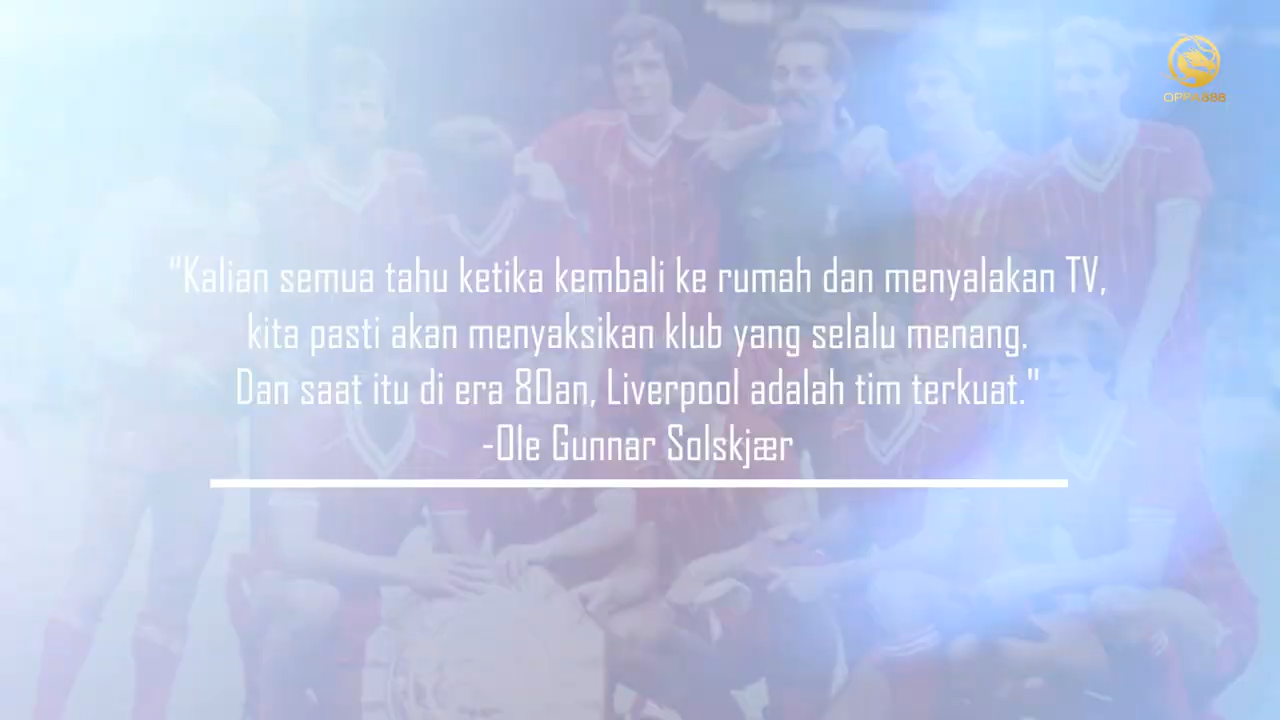 OPPA888
"Kalian semua tahu ketika kembali ke rumah dan menyalakan TV,
kita pasti akan menyaksikan klub yang selalu menang.
Dan saat itu di era 80an, Liverpool adalah tim terkuat."
-Ole Gunnar Solskjær